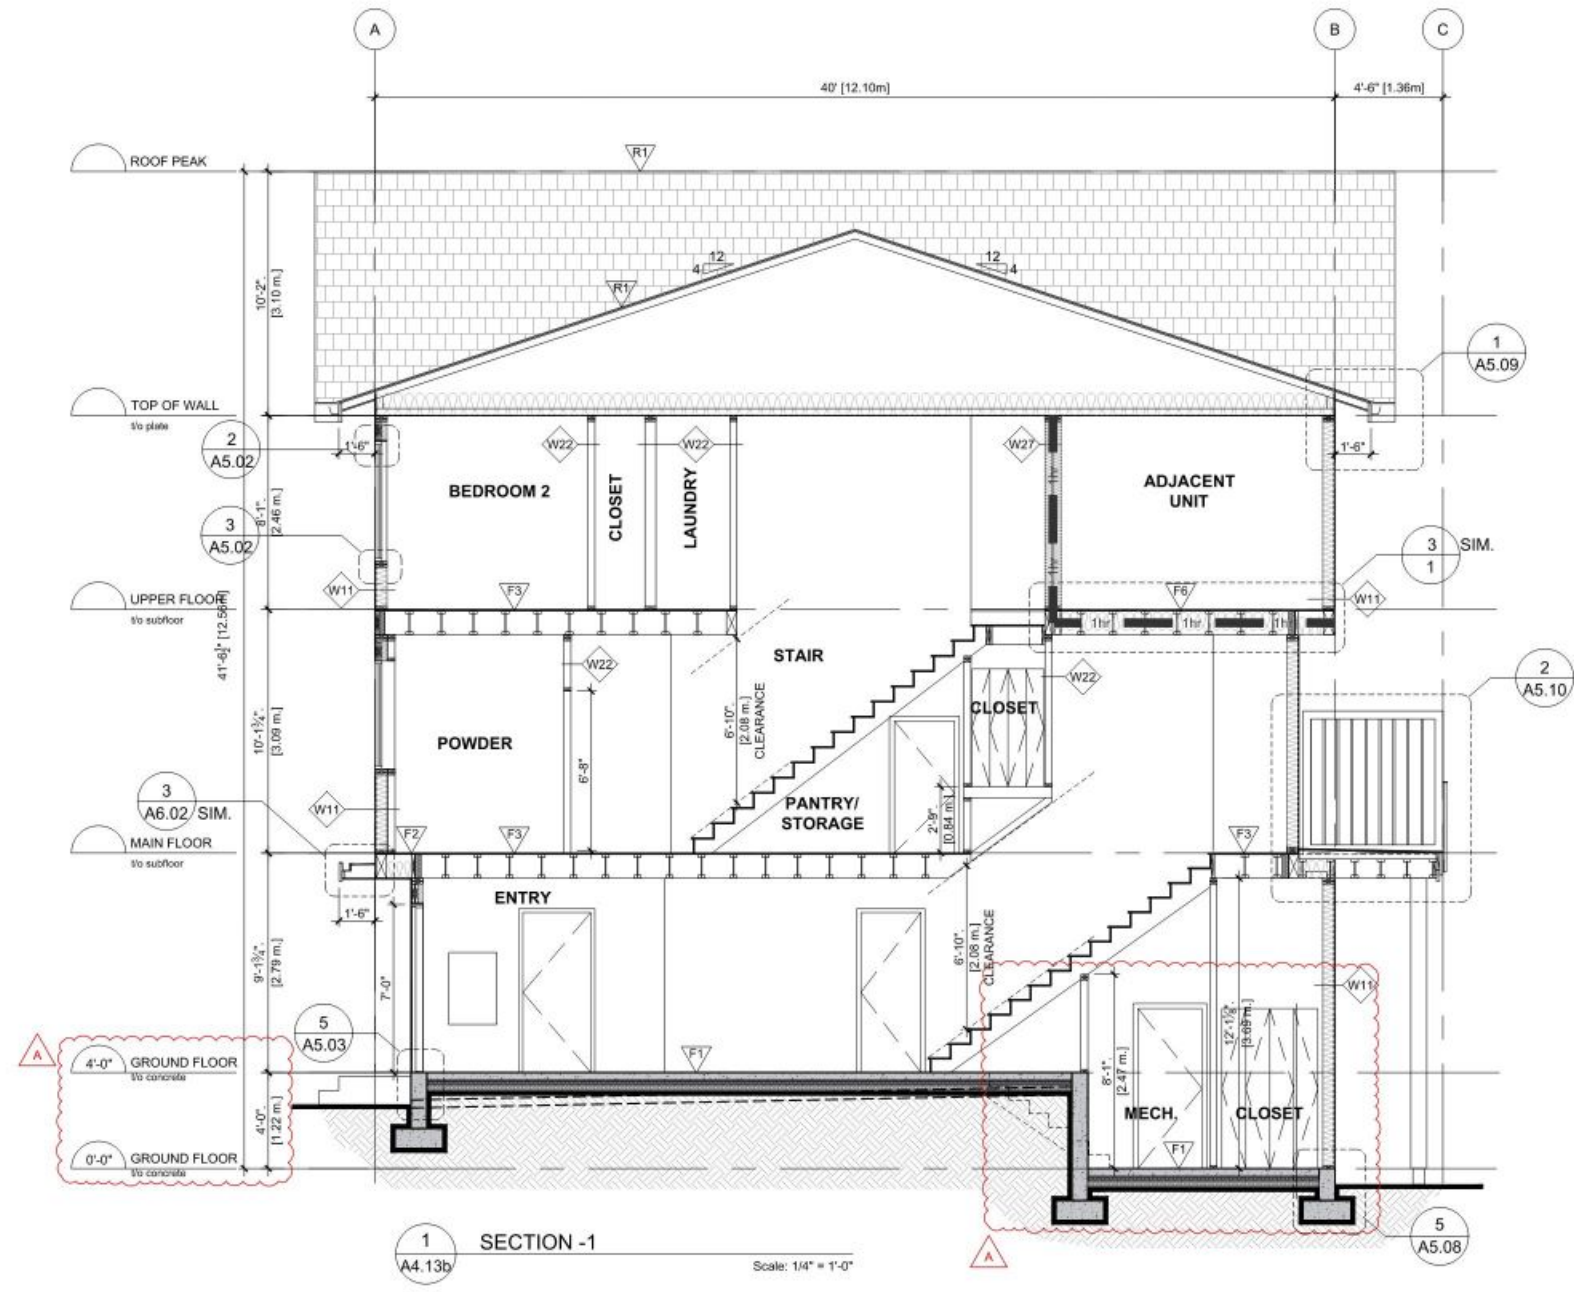 A
B
C
40' [12.10m]
4'-6" [1.36m]
ROOF PEAK
R1
12
4
12
4
R1
10'-2".
[3.10 m.]
1
A5.09
TOP OF WALL
t/o plate
2
A5.02
1'-6"
W22
W22
W27
1'-6"
BEDROOM 2
CLOSET
LAUNDRY
1hr
ADJACENT
UNIT
8'-1".
[2.46 m.]
3
A5.02
3
1
SIM.
1hr
W11
F3
F6
W11
UPPER FLOOR
t/o subfloor
1hr
1hr
1hr
41'-6½" [12.56m]
STAIR
W22
W22
2
A5.10
CLOSET
6'-10".
[2.08 m.]
CLEARANCE
10'-1¾".
[3.09 m.]
POWDER
6'-8"
3
A6.02
SIM.
W11
PANTRY/
STORAGE
2'-9"
[0.84 m.]
MAIN FLOOR
t/o subfloor
F2
F3
F3
ENTRY
1'-6"
6'-10".
[2.08 m.]
CLEARANCE
9'-1¾".
[2.79 m.]
7'-0"
W11
12'-1⅛".
[3.69 m.]
5
A5.03
A
4'-0"
GROUND FLOOR
t/o concrete
F1
8'-1".
[2.47 m.]
4'-0".
[1.22 m.]
MECH.
CLOSET
F1
0'-0"
GROUND FLOOR
t/o concrete
1
A4.13b
SECTION -1
Scale: 1/4" = 1'-0"
A
5
A5.08